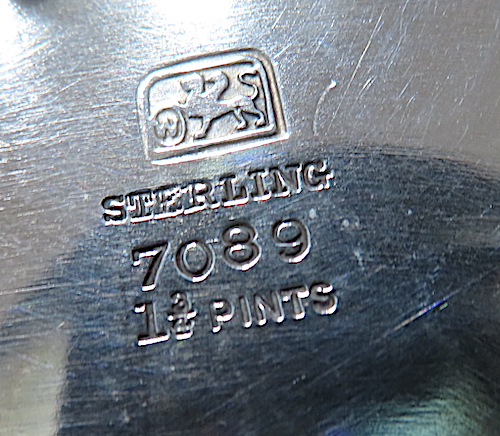 W
STERLING
7089
1¾ PINTS